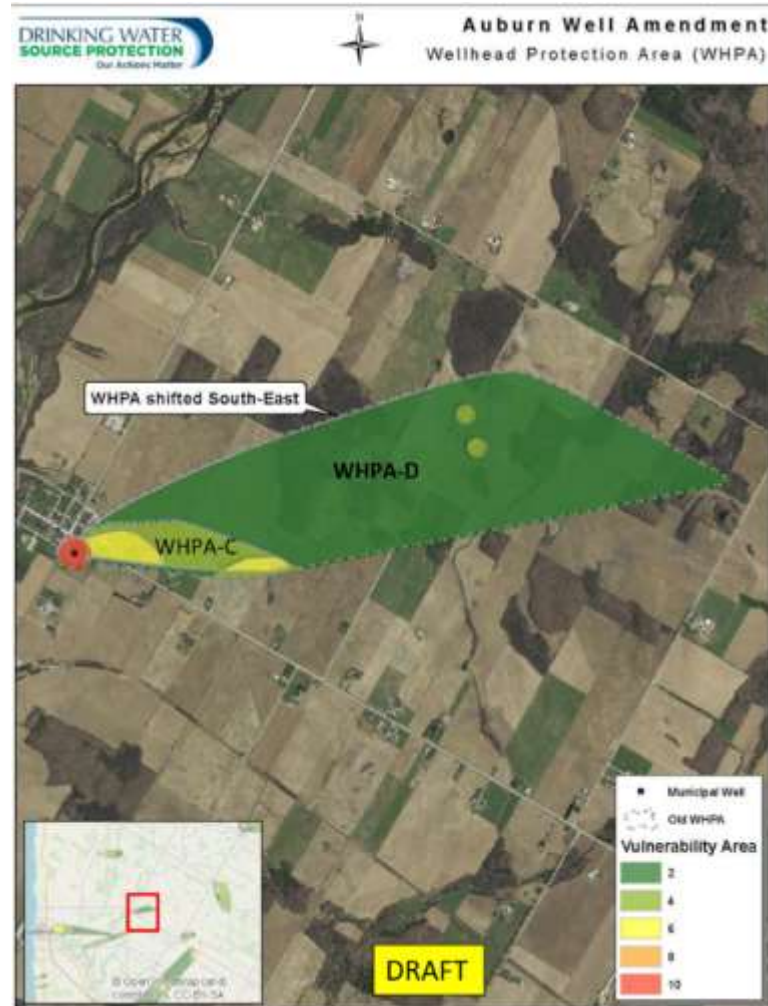 DRINKING WATER
SOURCE PROTECTION
Our Actions Matter
N
Auburn Well Amendment
Wellhead Protection Area (WHPA)
WHPA shifted South-East
WHPA-D
WHPA-C
Municipal Well
Old WHPA
Vulnerability Area
2
4
6
8
10
DRAFT